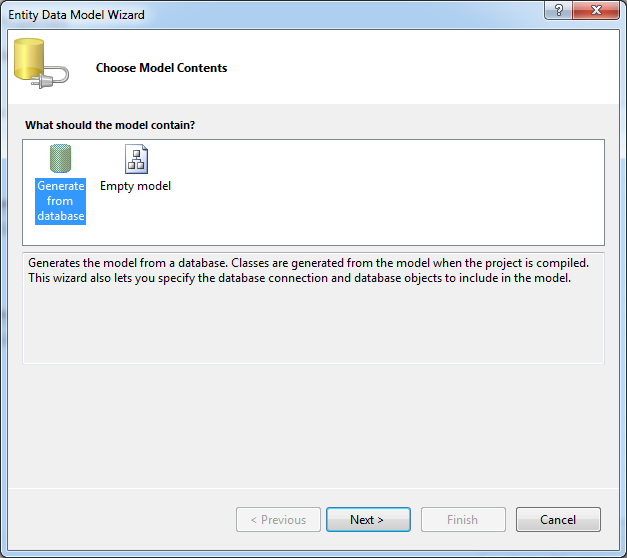 Entity Data Model Wizard
?
Choose Model Contents
What should the model contain?
Generate
from
database
Empty model
Generates the model from a database. Classes are generated from the model when the project is compiled.
This wizard also lets you specify the database connection and database objects to include in the model.
< Previous
Next >
Finish
Cancel